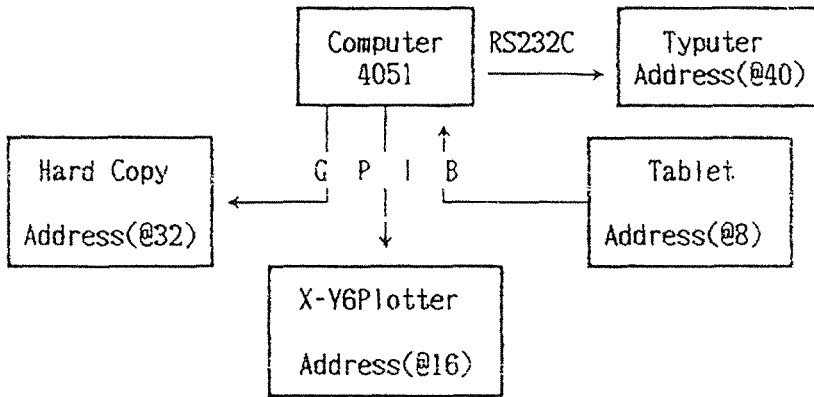 Computer
4051
RS232C
Typuter
Address(@40)
Hard Copy
Address(@32)
G P I B
Tablet
Address(@8)
X-Y6Plotter
Address(@16)